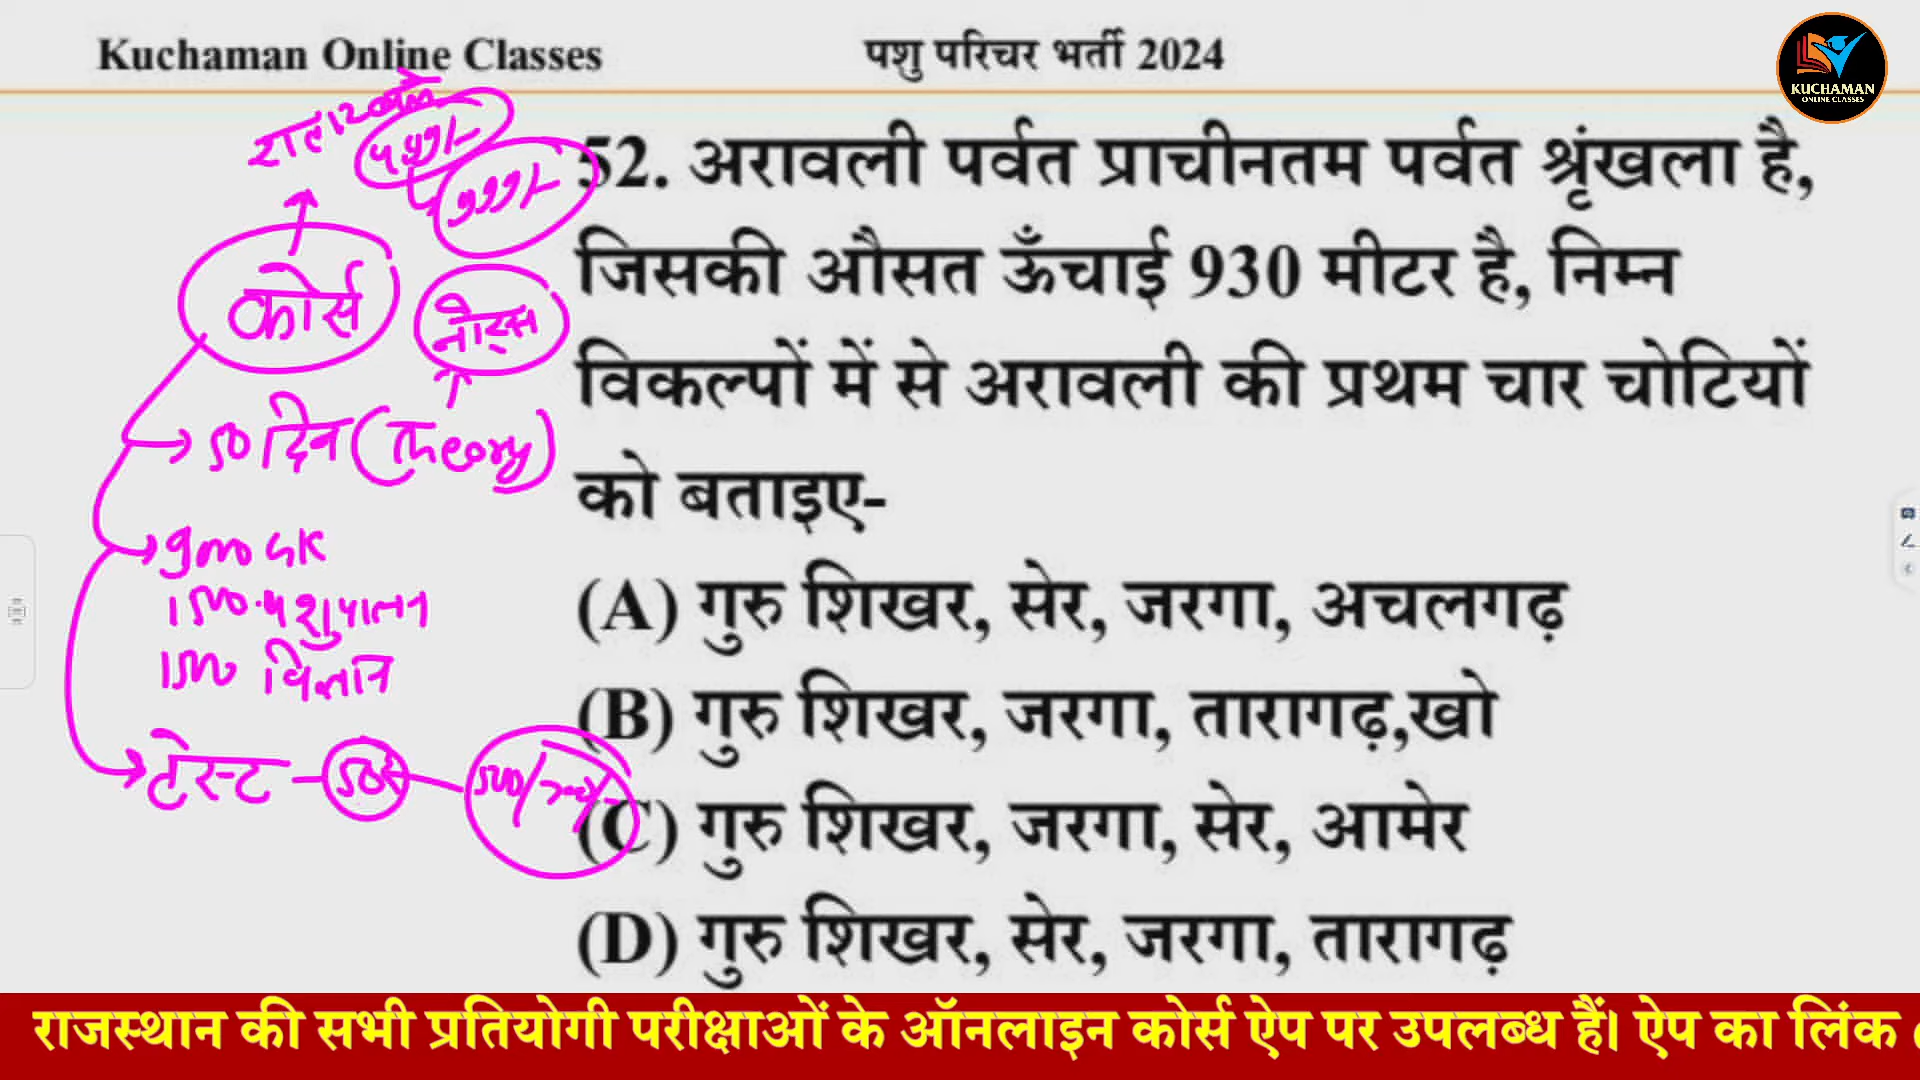 Kuchaman Online Classes
पशु परिचर भर्ती 2024
KUCHAMAN
ONLINE CLASSES
52. अरावली पर्वत प्राचीनतम पर्वत श्रृंखला है,
जिसकी औसत ऊँचाई 930 मीटर है, निम्न
विकल्पों में से अरावली की प्रथम चार चोटियों
को बताइए-
(A) गुरु शिखर, सेर, जरगा, अचलगढ़
(B) गुरु शिखर, जरगा, तारागढ़,खो
(C) गुरु शिखर, जरगा, सेर, आमेर
(D) गुरु शिखर, सेर, जरगा, तारागढ़
कोर्स
नोट्स
50 दिन (Theory)
पशुपालन
विज्ञान
टेस्ट
राजस्थान की सभी प्रतियोगी परीक्षाओं के ऑनलाइन कोर्स ऐप पर उपलब्ध हैं। ऐप का लिंक